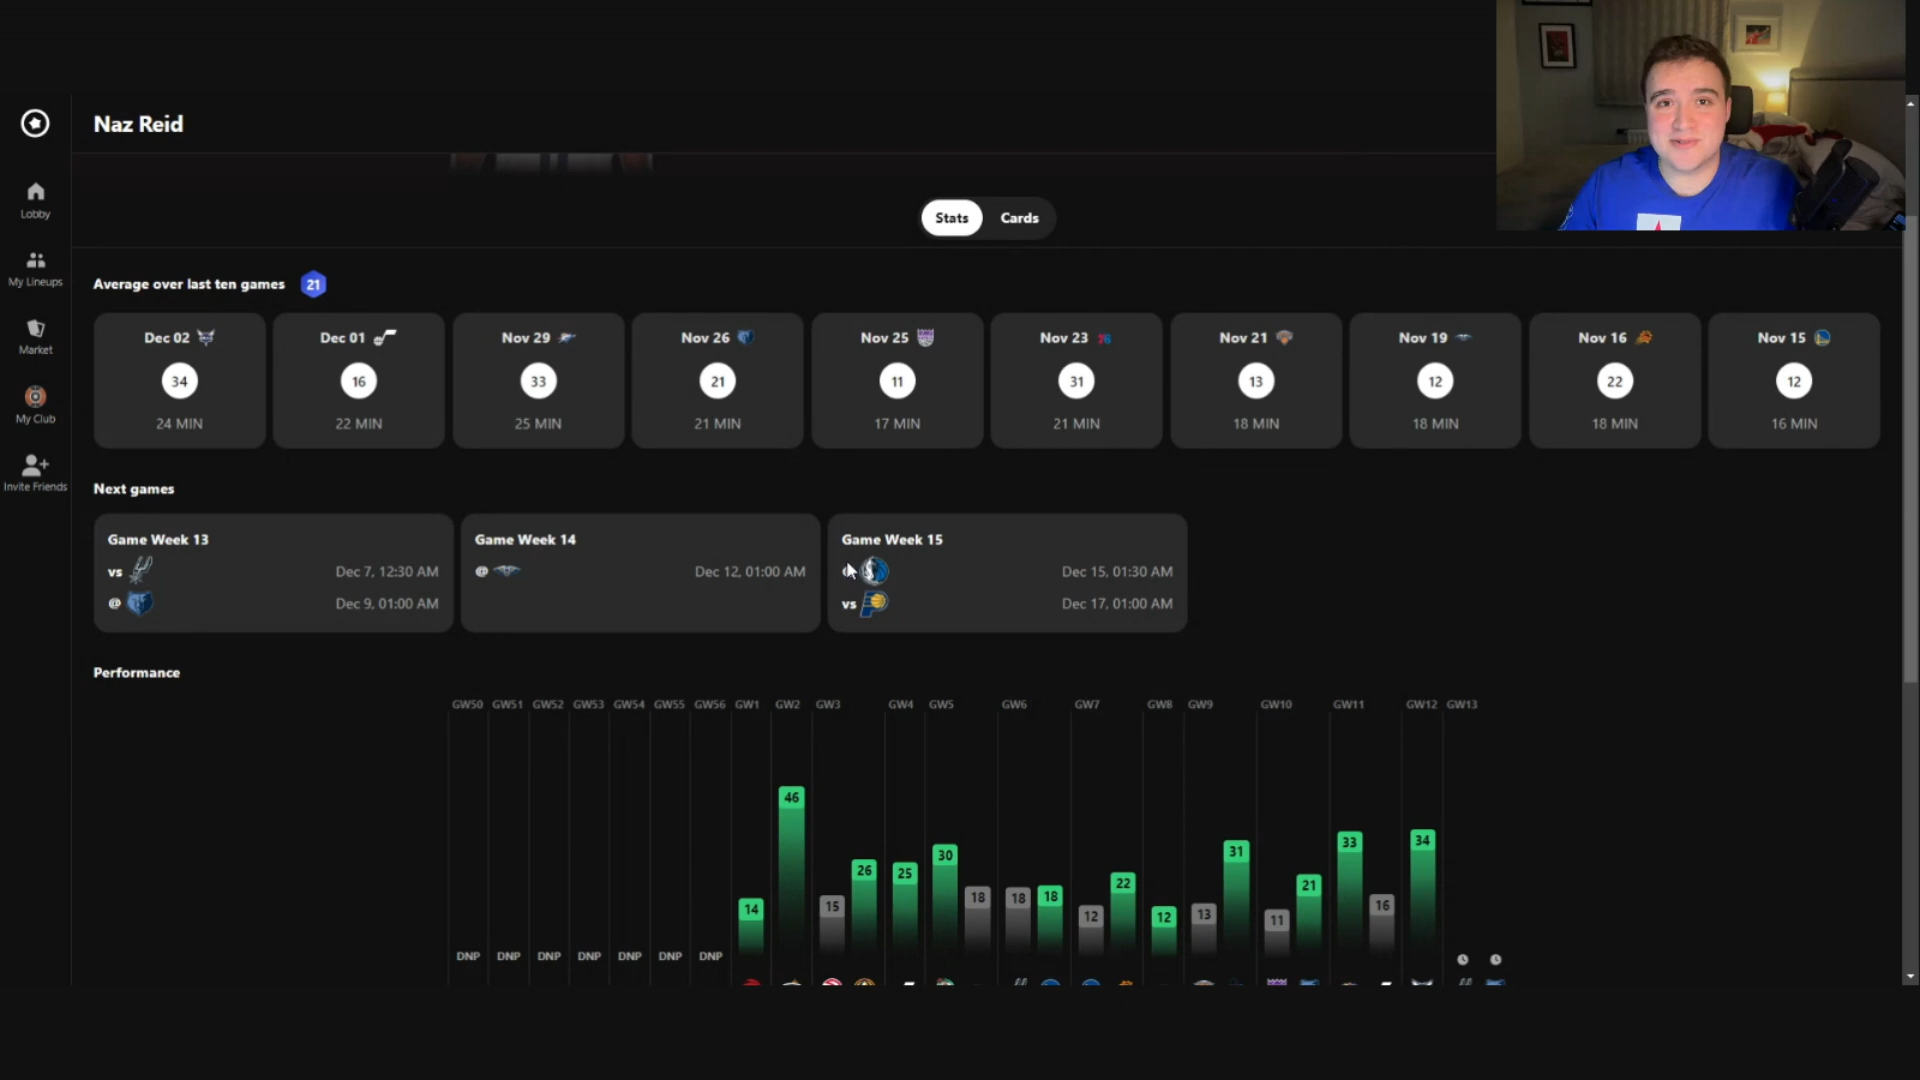 Naz Reid
Lobby
My Lineups
Market
My Club
Invite Friends
Stats Cards
Average over last ten games 21
Dec 02 Dec 01 Nov 29 Nov 26 Nov 25 Nov 23 Nov 21 Nov 19 Nov 16 Nov 15
34 16 33 21 11 31 13 12 22 12
24 MIN 22 MIN 25 MIN 21 MIN 17 MIN 21 MIN 18 MIN 18 MIN 18 MIN 16 MIN
Next games
Game Week 13
vs Dec 7, 12:30 AM
@ Dec 9, 01:00 AM
Game Week 14
@ Dec 12, 01:00 AM
Game Week 15
Dec 15, 01:30 AM
vs Dec 17, 01:00 AM
Performance
GW50 GW51 GW52 GW53 GW54 GW55 GW56 GW1 GW2 GW3 GW4 GW5 GW6 GW7 GW8 GW9 GW10 GW11 GW12 GW13
14 46 15 26 25 30 18 18 18 12 22 12 13 31 11 21 33 16 34
DNP DNP DNP DNP DNP DNP DNP